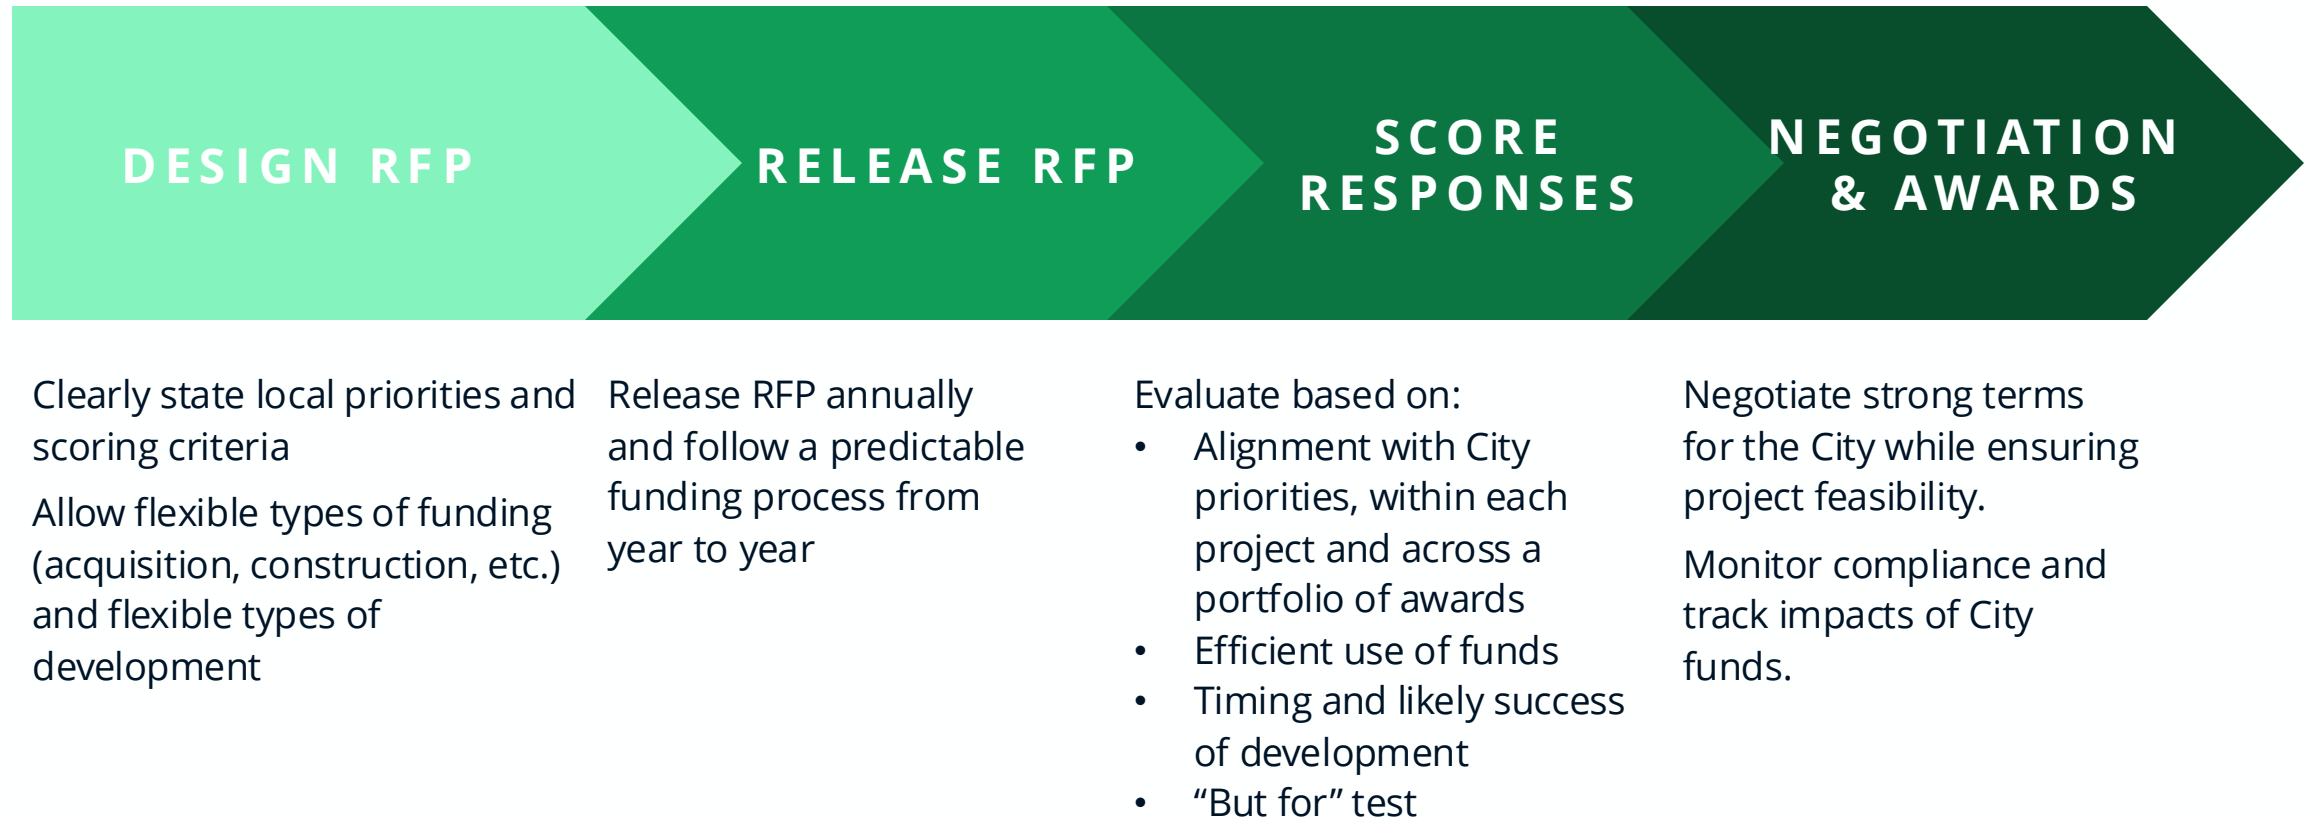 DESIGN RFP
RELEASE RFP
SCORE
RESPONSES
NEGOTIATION
& AWARDS
Clearly state local priorities and
scoring criteria
Allow flexible types of funding
(acquisition, construction, etc.)
and flexible types of
development
Release RFP annually
and follow a predictable
funding process from
year to year
Evaluate based on:
• Alignment with City
priorities, within each
project and across a
portfolio of awards
• Efficient use of funds
• Timing and likely success
of development
• “But for” test
Negotiate strong terms
for the City while ensuring
project feasibility.
Monitor compliance and
track impacts of City
funds.